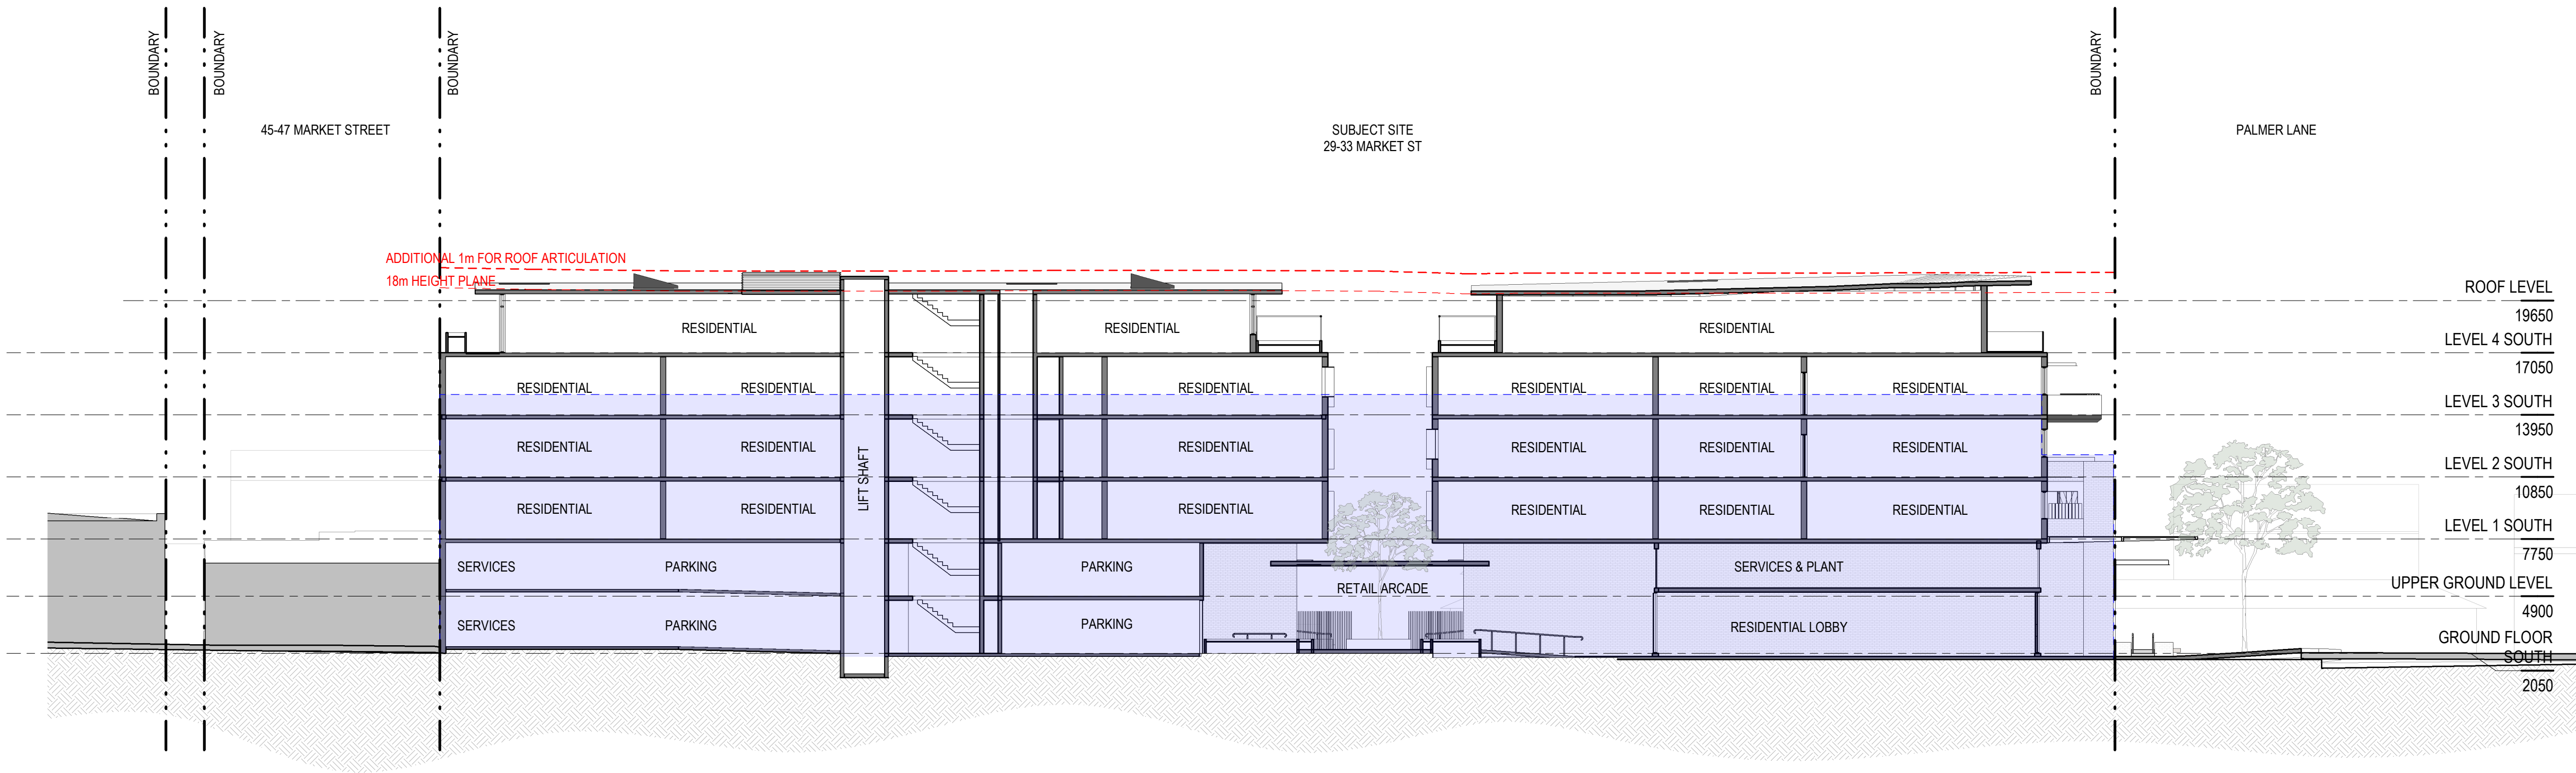 BOUNDARY
BOUNDARY
BOUNDARY
BOUNDARY
45-47 MARKET STREET
SUBJECT SITE
29-33 MARKET ST
PALMER LANE
ADDITIONAL 1m FOR ROOF ARTICULATION
18m HEIGHT PLANE
ROOF LEVEL
19650
RESIDENTIAL
RESIDENTIAL
RESIDENTIAL
LEVEL 4 SOUTH
17050
RESIDENTIAL
RESIDENTIAL
RESIDENTIAL
RESIDENTIAL
RESIDENTIAL
RESIDENTIAL
LEVEL 3 SOUTH
13950
RESIDENTIAL
RESIDENTIAL
LIFT SHAFT
RESIDENTIAL
RESIDENTIAL
RESIDENTIAL
RESIDENTIAL
LEVEL 2 SOUTH
10850
RESIDENTIAL
RESIDENTIAL
RESIDENTIAL
RESIDENTIAL
RESIDENTIAL
RESIDENTIAL
LEVEL 1 SOUTH
7750
SERVICES
PARKING
PARKING
SERVICES & PLANT
RETAIL ARCADE
UPPER GROUND LEVEL
4900
SERVICES
PARKING
PARKING
RESIDENTIAL LOBBY
GROUND FLOOR
SOUTH
2050